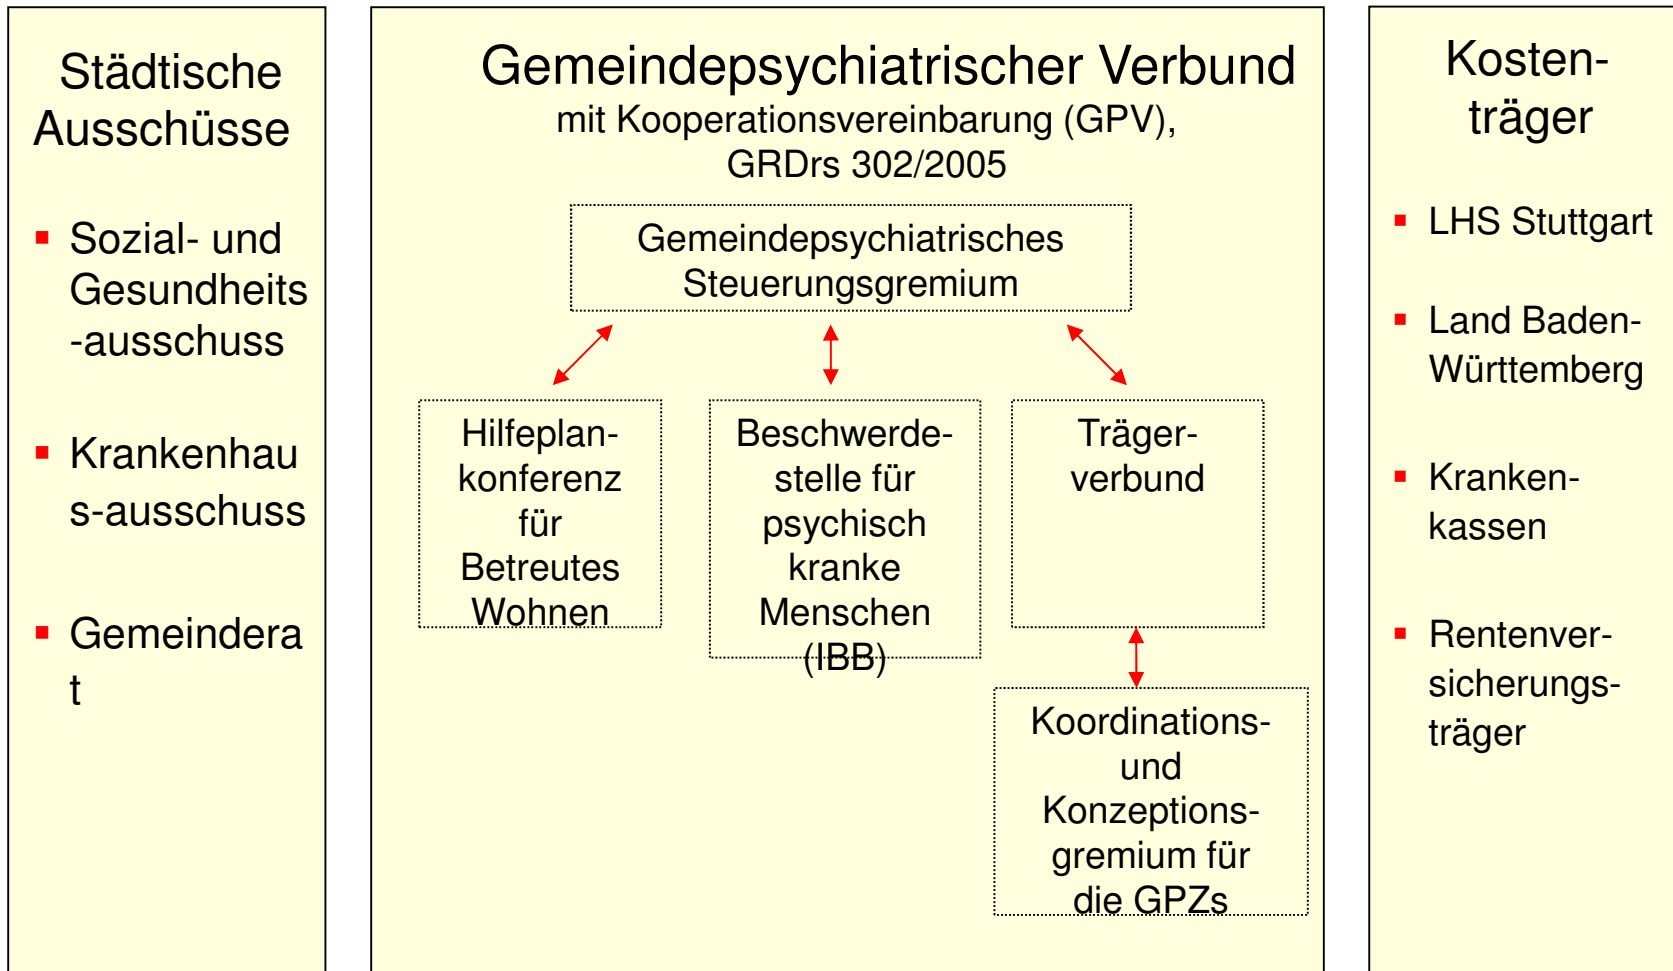 Städtische
Ausschüsse
▪ Sozial- und
Gesundheits
-ausschuss
▪ Krankenhau
s-ausschuss
▪ Gemeindera
t
Gemeindepsychiatrischer Verbund
mit Kooperationsvereinbarung (GPV),
GRDrs 302/2005
Gemeindepsychiatrisches
Steuerungsgremium
Hilfeplan-
konferenz
für
Betreutes
Wohnen
Beschwerde-
stelle für
psychisch
kranke
Menschen
(IBB)
Träger-
verbund
Koordinations-
und
Konzeptions-
gremium für
die GPZs
Kosten-
träger
▪ LHS Stuttgart
▪ Land Baden-
Württemberg
▪ Kranken-
kassen
▪ Rentenver-
sicherungs-
träger